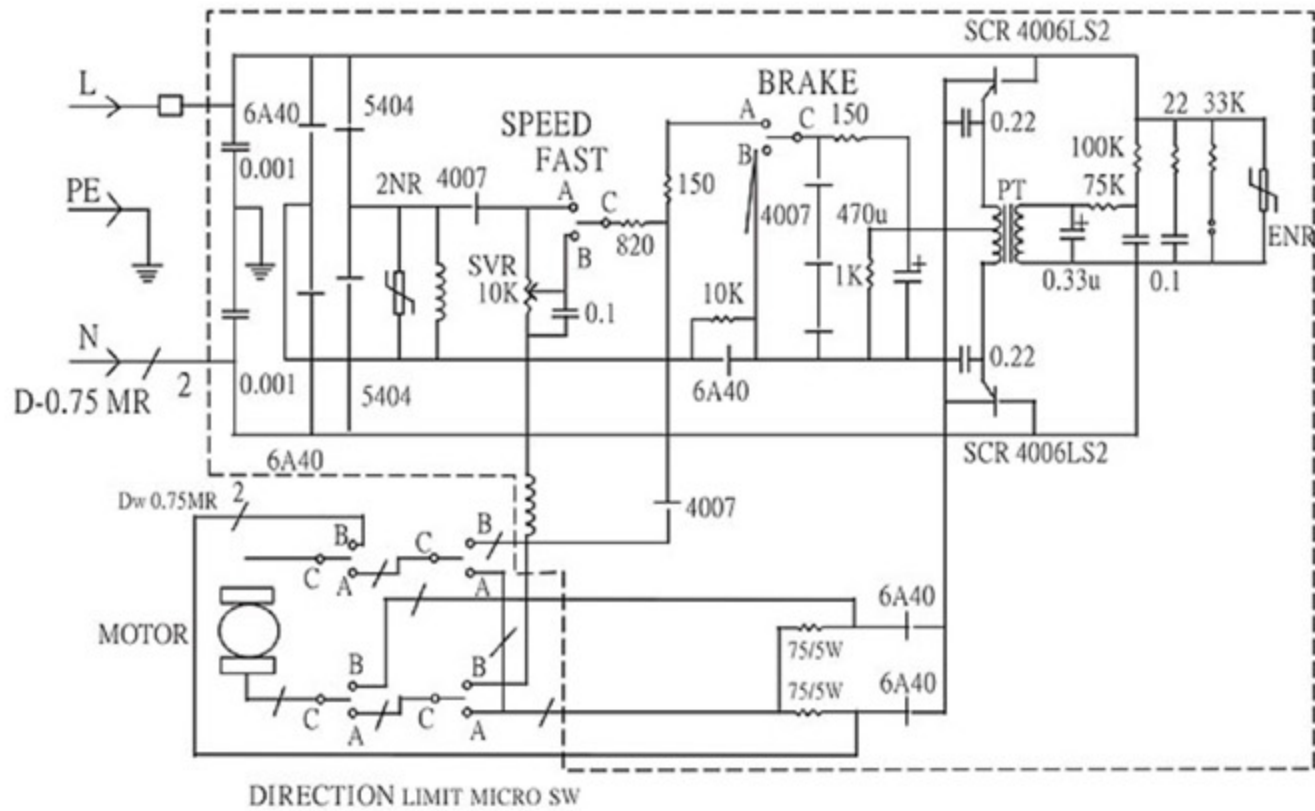 SCR 4006LS2
L
6A40
5404
SPEED
FAST
BRAKE
A
C
150
0.22
22
33K
0.001
100K
PE
2NR
4007
A
C
B
150
4007
470u
PT
75K
820
B
ENR
SVR
10K
1K
0.33u
0.1
N
0.1
10K
0.22
D-0.75 MR
2
0.001
5404
6A40
6A40
SCR 4006LS2
Dw 0.75MR
2
4007
B
C
B
C
A
A
6A40
MOTOR
75/5W
B
B
75/5W
6A40
C
A
C
A
DIRECTION LIMIT MICRO SW